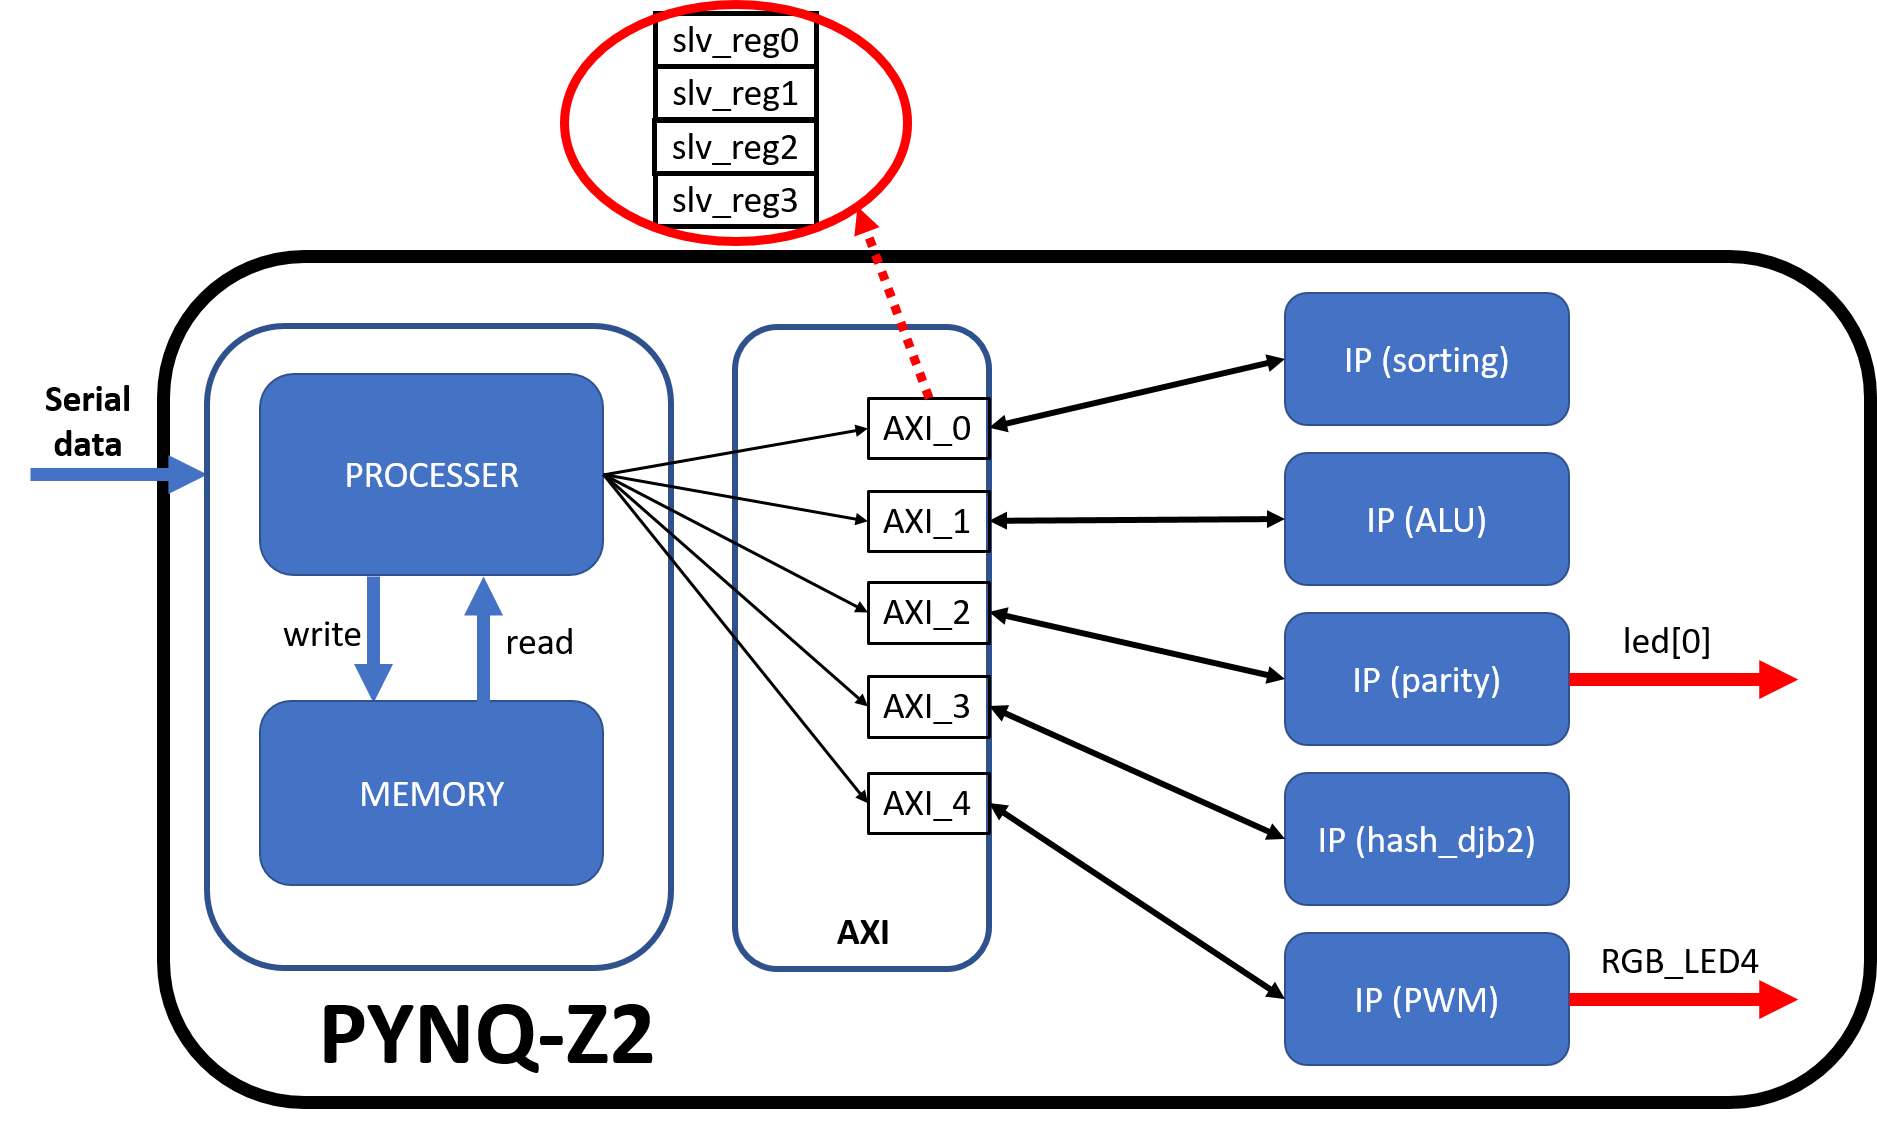 slv_reg0
slv_reg1
slv_reg2
slv_reg3
Serial
data
PROCESSER
write
read
MEMORY
AXI_0
AXI_1
AXI_2
AXI_3
AXI_4
AXI
IP (sorting)
IP (ALU)
IP (parity)
led[0]
IP (hash_djb2)
IP (PWM)
RGB_LED4
PYNQ-Z2